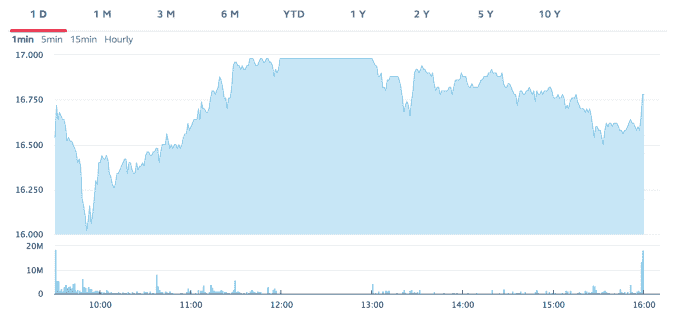 1 D 1 M 3 M 6 M YTD 1 Y 2 Y 5 Y 10 Y
1min 5min 15min Hourly
17.000
16.750
16.500
16.250
16.000
20M
10M
0
10:00 11:00 12:00 13:00 14:00 15:00 16:00